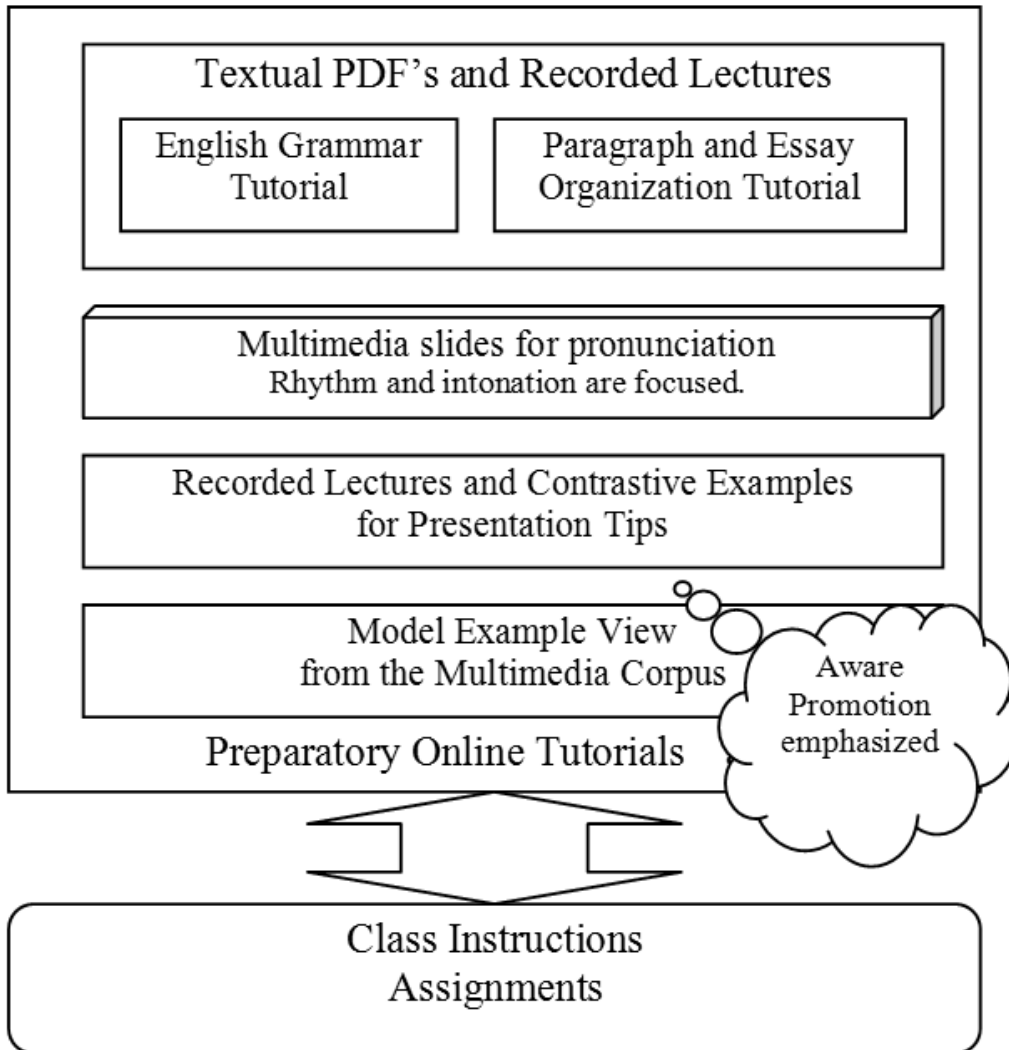 Textual PDF's and Recorded Lectures
English Grammar
Tutorial
Paragraph and Essay
Organization Tutorial
Multimedia slides for pronunciation
Rhythm and intonation are focused.
Recorded Lectures and Contrastive Examples
for Presentation Tips
Model Example View
from the Multimedia Corpus
Aware
Promotion
emphasized
Preparatory Online Tutorials
Class Instructions
Assignments